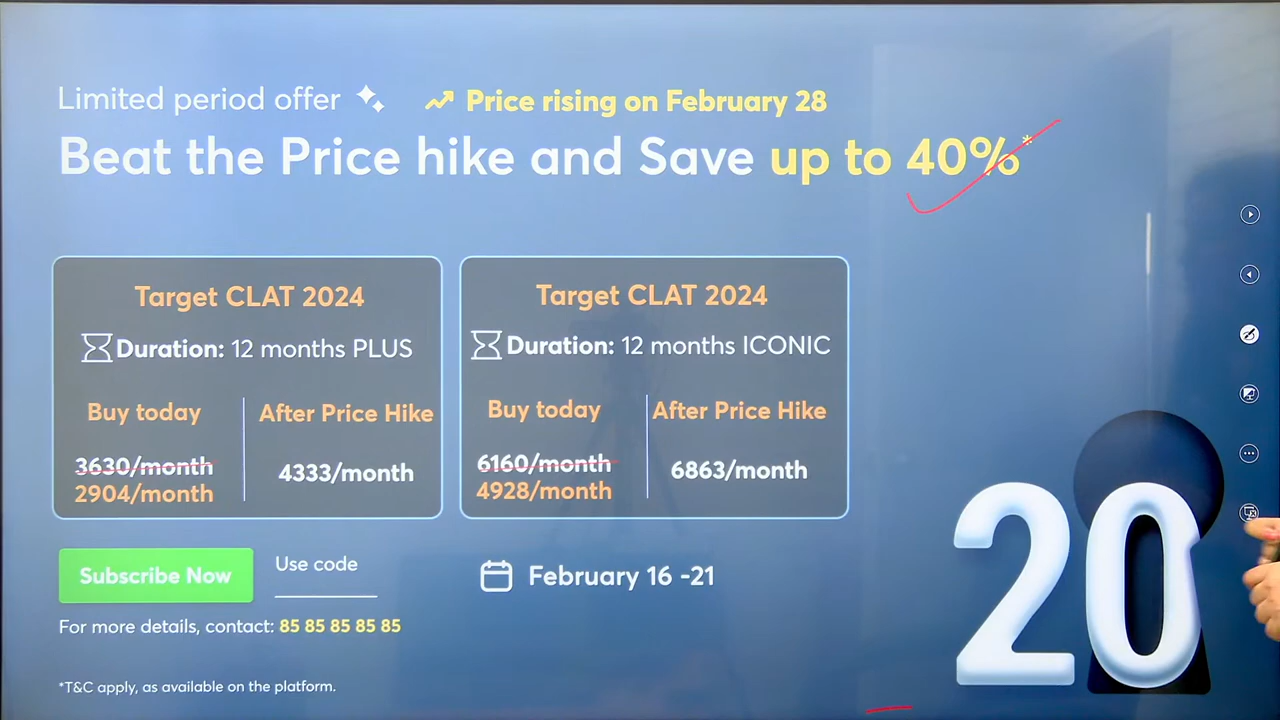 Limited period offer
Price rising on February 28
Beat the Price hike and Save up to 40%*
Target CLAT 2024
Duration: 12 months PLUS
Buy today
After Price Hike
3630/month
2904/month
4333/month
Target CLAT 2024
Duration: 12 months ICONIC
Buy today
After Price Hike
6160/month
4928/month
6863/month
Subscribe Now
Use code
February 16 -21
For more details, contact: 85 85 85 85 85
*T&C apply, as available on the platform.
20